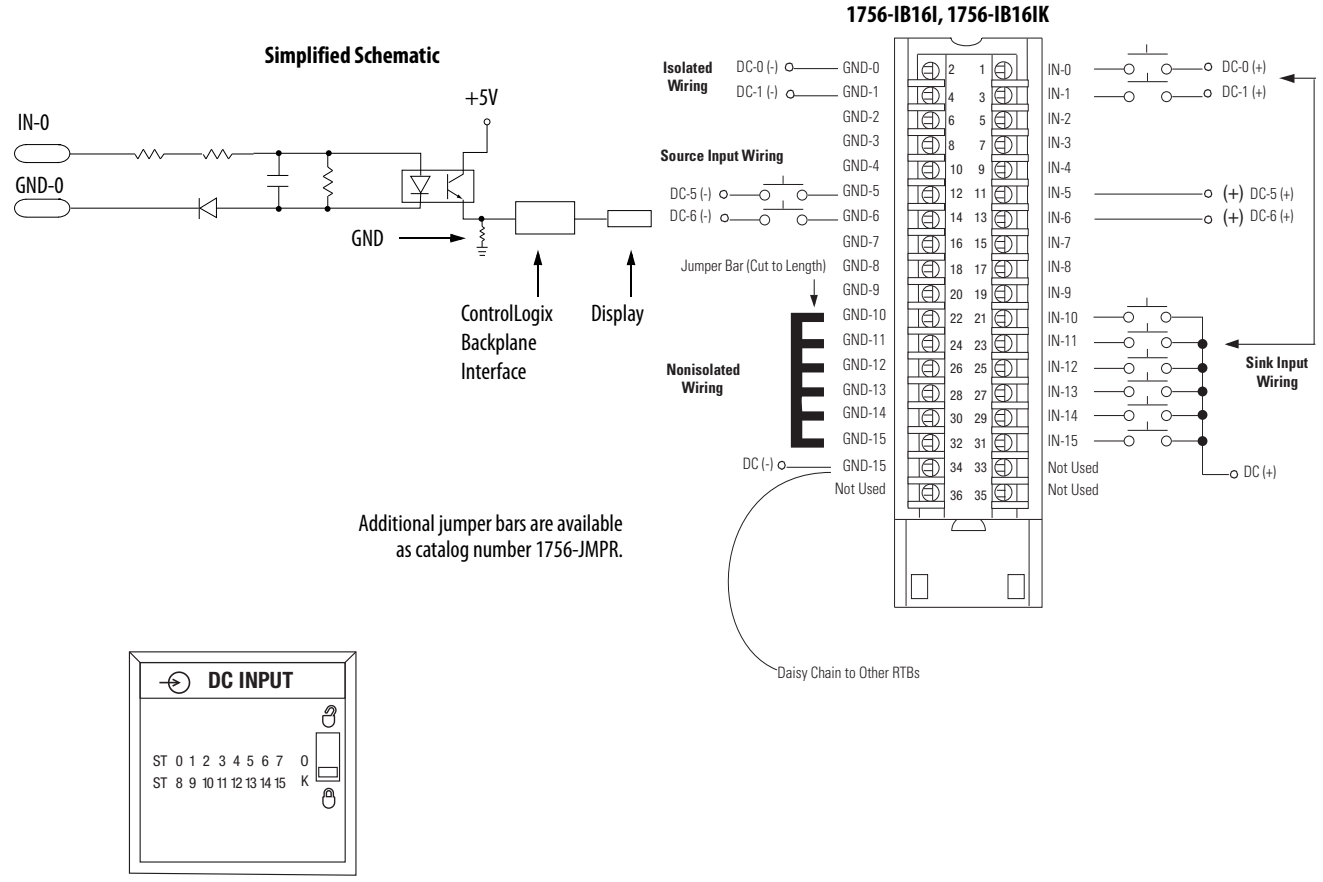 1756-IB16I, 1756-IB16IK
Simplified Schematic
+5V
IN-0
GND-0
GND
ControlLogix
Backplane
Interface
Display
Additional jumper bars are available
as catalog number 1756-JMPR.
Isolated
Wiring
DC-0 (-)
DC-1 (-)
Source Input Wiring
DC-5 (-)
DC-6 (-)
Jumper Bar (Cut to Length)
Nonisolated
Wiring
DC (-)
GND-0 2 1 IN-0 DC-0 (+)
GND-1 4 3 IN-1 DC-1 (+)
GND-2 6 5 IN-2
GND-3 8 7 IN-3
GND-4 10 9 IN-4
GND-5 12 11 IN-5 (+) DC-5 (+)
GND-6 14 13 IN-6 (+) DC-6 (+)
GND-7 16 15 IN-7
GND-8 18 17 IN-8
GND-9 20 19 IN-9
GND-10 22 21 IN-10
GND-11 24 23 IN-11
GND-12 26 25 IN-12
GND-13 28 27 IN-13
GND-14 30 29 IN-14
GND-15 32 31 IN-15
GND-15 34 33 Not Used
Not Used 36 35 Not Used
Sink Input
Wiring
DC (+)
Daisy Chain to Other RTBs
DC INPUT
ST 0 1 2 3 4 5 6 7 O
ST 8 9 10 11 12 13 14 15 K